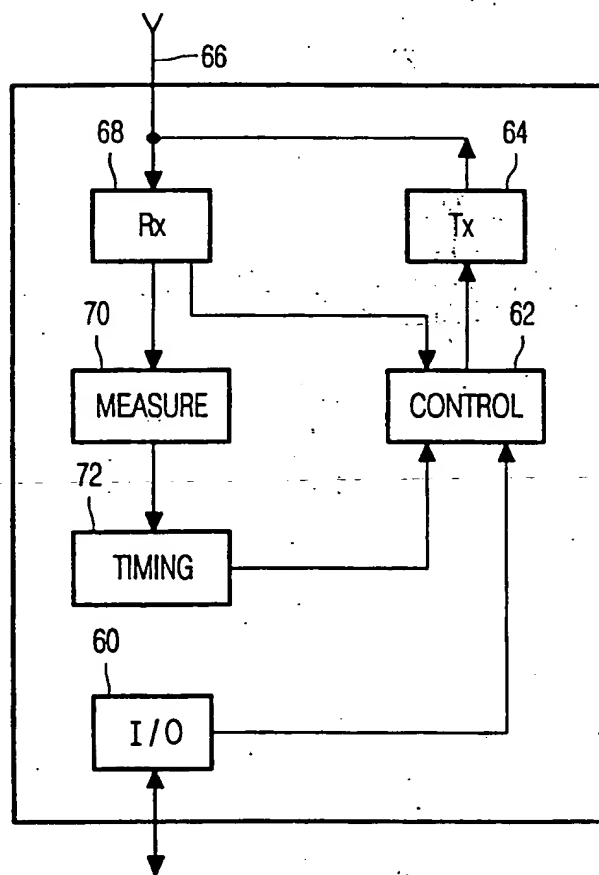 66
68
64
Rx
Tx
70
62
MEASURE
CONTROL
72
TIMING
60
I/O